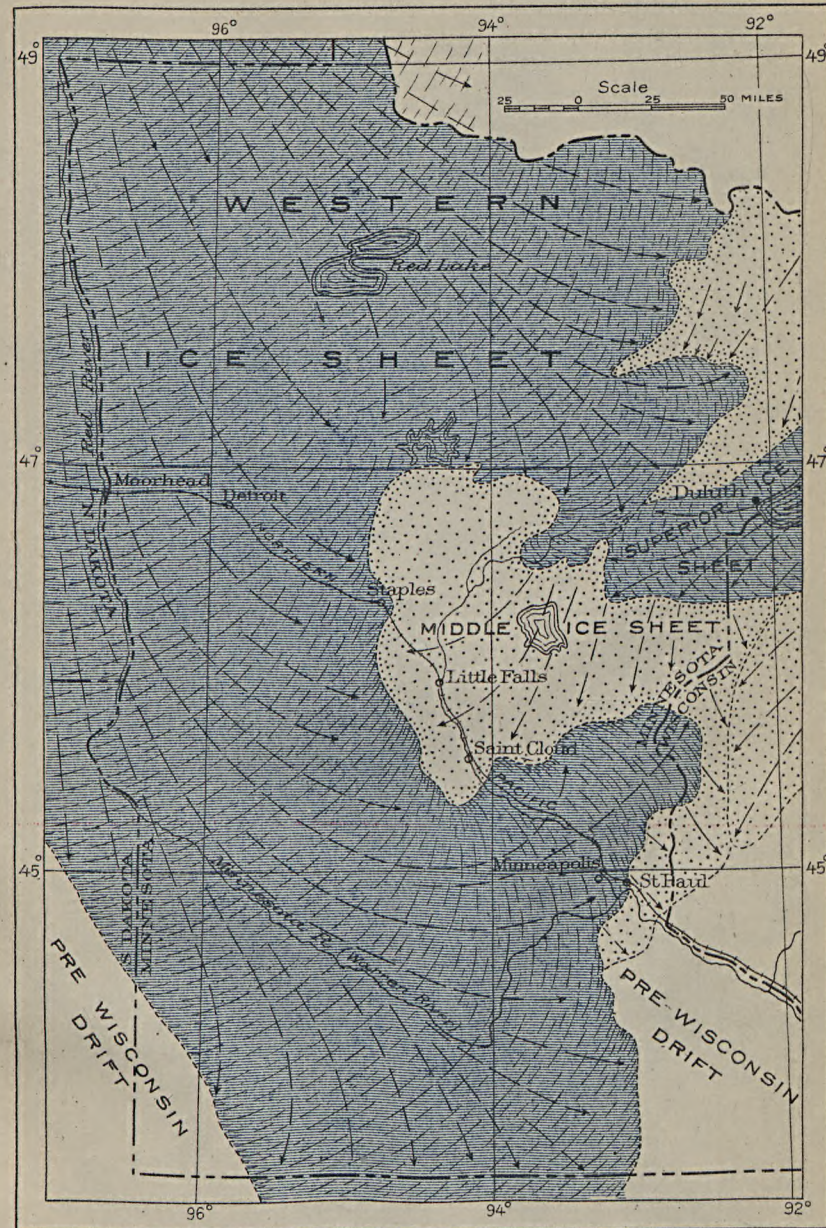 96° 94° 92°
49° 49°
Scale
25 0 25 50 MILES
WESTERN
Red Lake
ICE SHEET
Red River
47° 47°
Moorhead
Detroit
Duluth
SUPERIOR ICE
SHEET
N. DAKOTA
NORTHERN
Staples
MIDDLE ICE SHEET
Little Falls
MINNESOTA
WISCONSIN
Saint Cloud
PACIFIC
45° 45°
Minneapolis
St Paul
S. DAKOTA
MINNESOTA
Minnesota R. (Warren River)
PRE WISCONSIN
DRIFT
PRE-WISCONSIN
DRIFT
96° 94° 92°